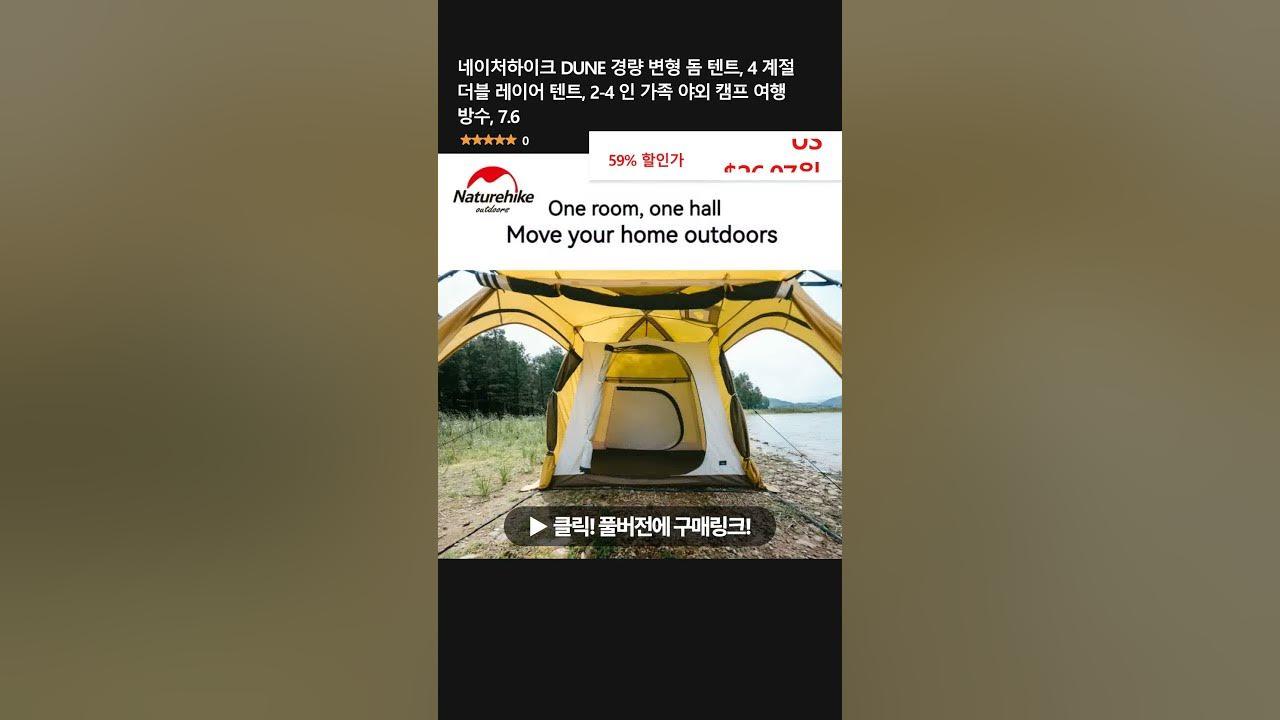 네이처하이크 DUNE 경량 변형 돔 텐트, 4 계절
더블 레이어 텐트, 2-4 인 가족 야외 캠프 여행
방수, 7.6
★★★★★ 0
59% 할인가
US
Naturehike
outdoors
One room, one hall
Move your home outdoors
▶ 클릭! 풀버전에 구매링크!